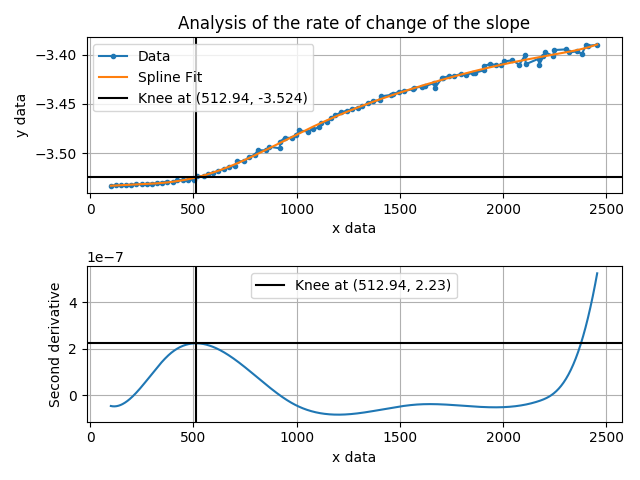 Analysis of the rate of change of the slope
−3.40
−3.45
−3.50
y data
Data
Spline Fit
Knee at (512.94, -3.524)
0 500 1000 1500 2000 2500
x data
1e−7
4
2
0
Second derivative
Knee at (512.94, 2.23)
0 500 1000 1500 2000 2500
x data